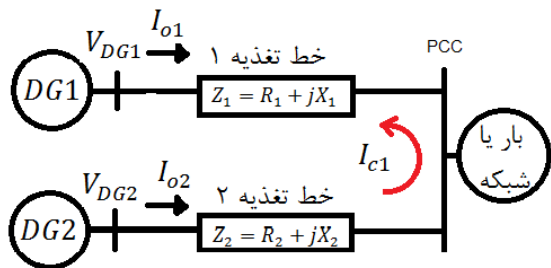 V_{DG1} I_{o1} خط تغذیه ۱ PCC
DG1 Z_1 = R_1 + jX_1
بار یا
شبکه
I_{c1}
V_{DG2} I_{o2} خط تغذیه ۲
DG2 Z_2 = R_2 + jX_2